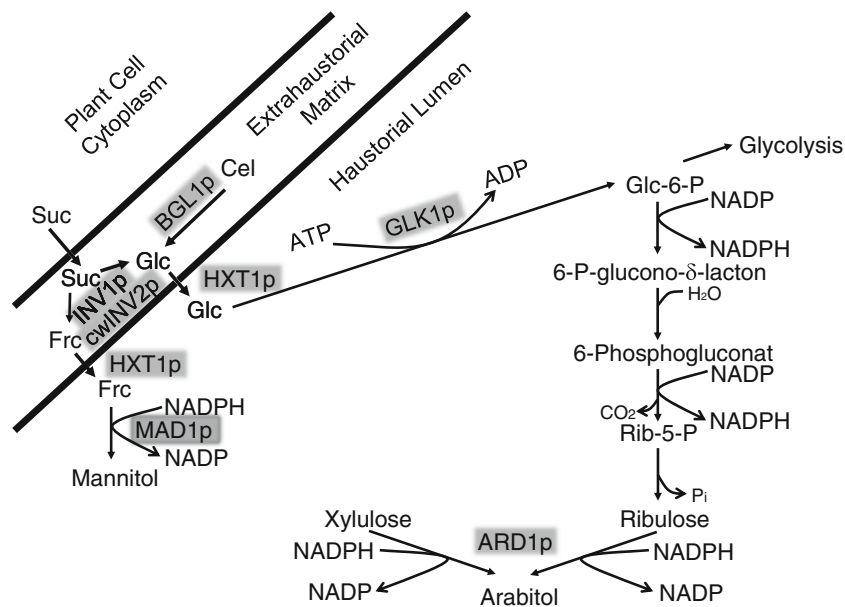 Plant Cell
Cytoplasm
Extrahaustorial
Matrix
Haustorial Lumen
Suc
Suc
BGL1p
Cel
Glc
INV1p
cwINV2p
Frc
HXT1p
Glc
HXT1p
Frc
NADPH
MAD1p
NADP
Mannitol
ATP
GLK1p
ADP
Glycolysis
Glc-6-P
NADP
NADPH
6-P-glucono-δ-lacton
H2O
6-Phosphogluconat
NADP
CO2
NADPH
Rib-5-P
Pi
Xylulose
ARD1p
Ribulose
NADPH
NADPH
NADP
Arabitol
NADP